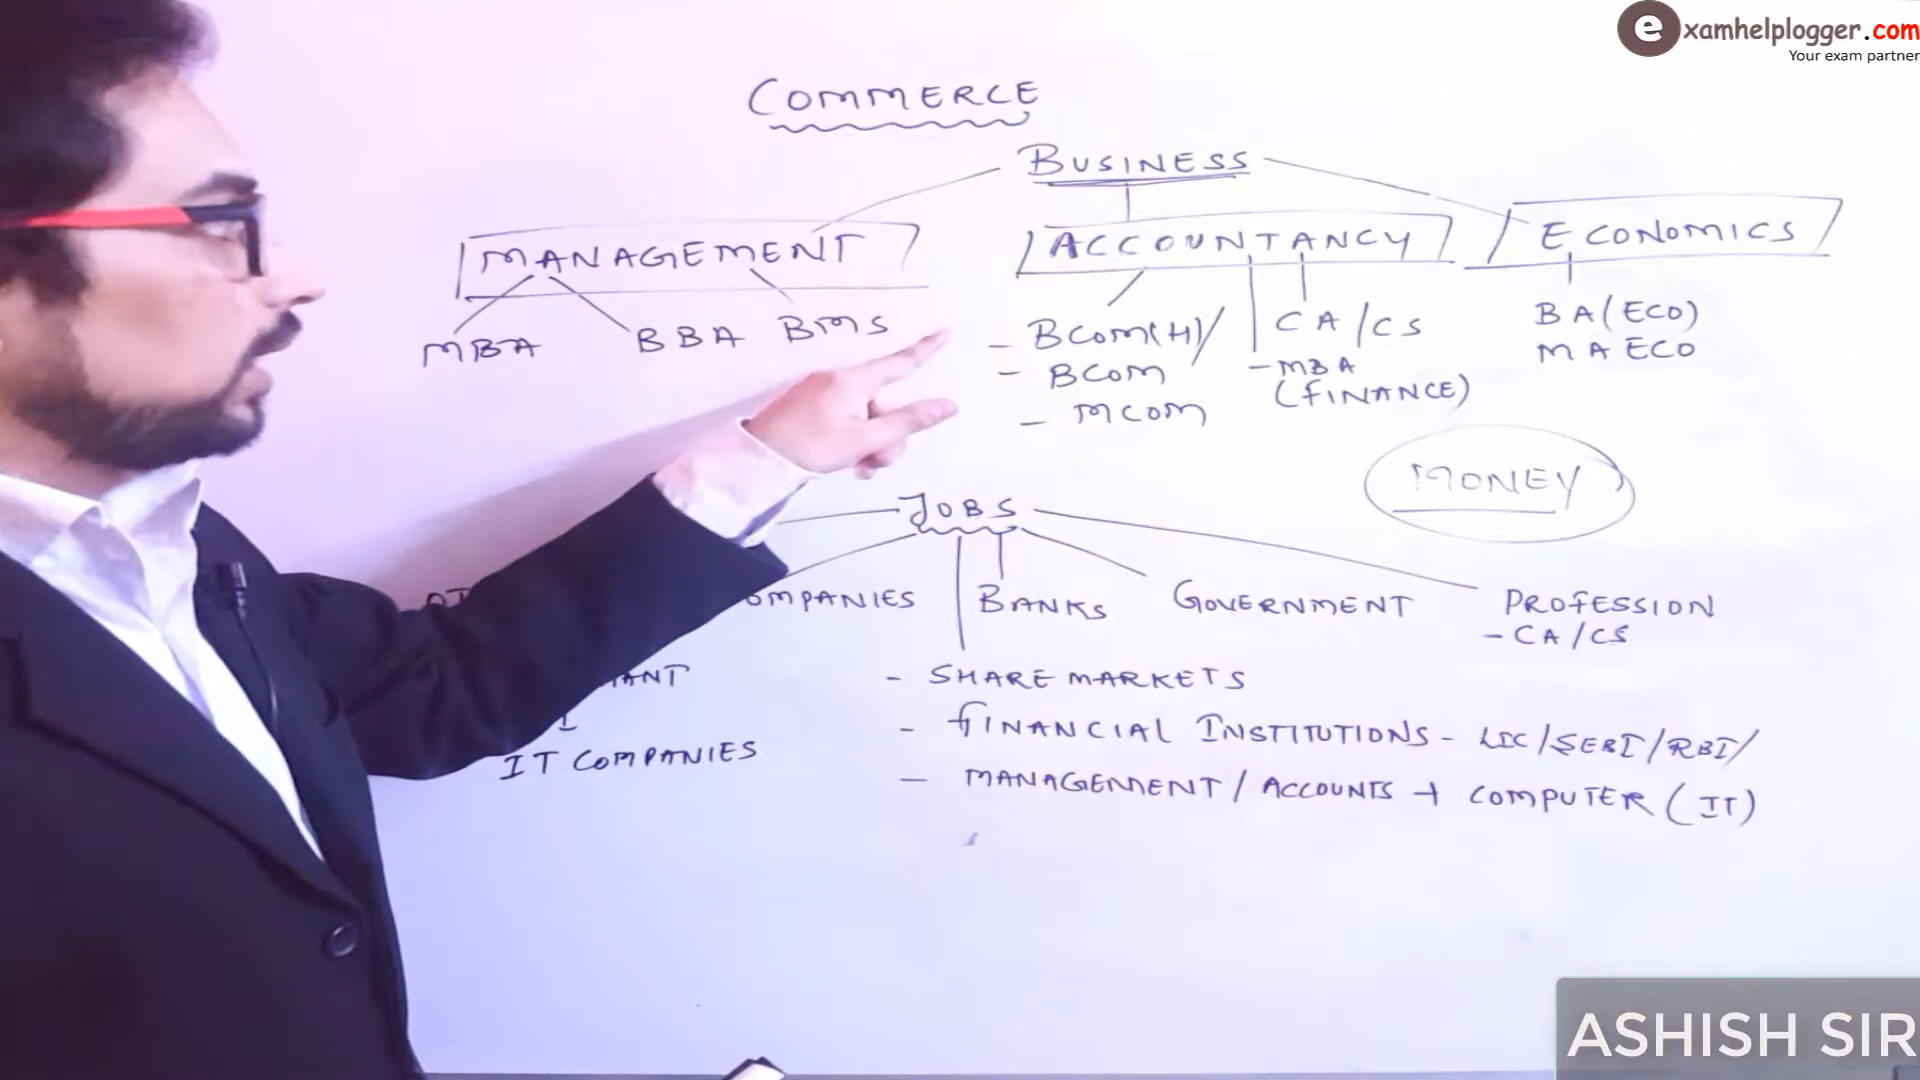 examhelplogger.com
Your exam partner
COMMERCE
BUSINESS
MANAGEMENT
ACCOUNTANCY
ECONOMICS
MBA
BBA
BMS
- BCOM(H)/
- BCOM
- MCOM
CA/CS
- MBA
(FINANCE)
BA(ECO)
MA ECO
MONEY
JOBS
OMPANIES
BANKS
GOVERNMENT
PROFESSION
- CA/CS
ANT
IT COMPANIES
- SHARE MARKETS
- FINANCIAL INSTITUTIONS - LIC/SEBI/RBI/
- MANAGEMENT/ACCOUNTS + COMPUTER (IT)
ASHISH SIR